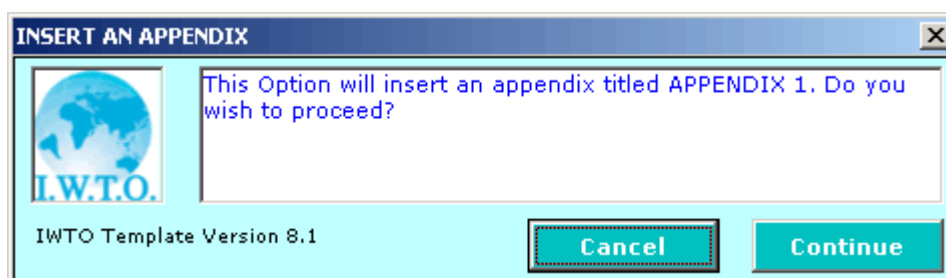 INSERT AN APPENDIX
This Option will insert an appendix titled APPENDIX 1. Do you
wish to proceed?
I.W.T.O.
IWTO Template Version 8.1
Cancel
Continue